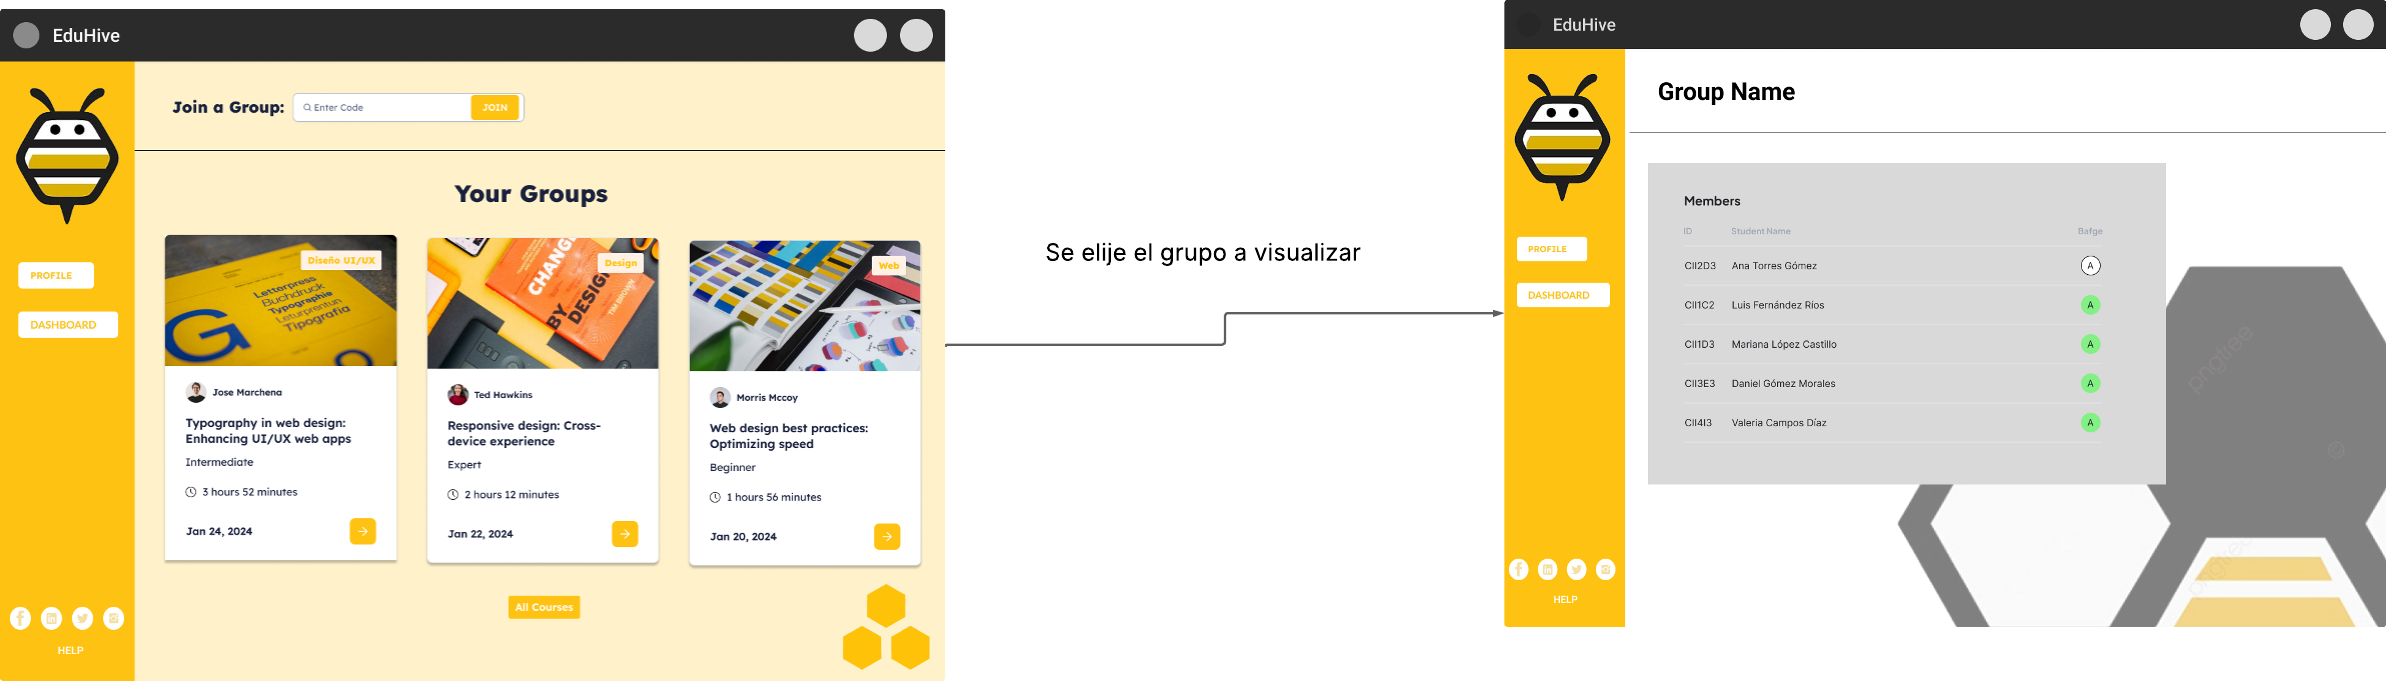 EduHive
Join a Group:
Enter Code
JOIN
Your Groups
PROFILE
DASHBOARD
HELP
Diseño UI/UX
Letterpress
Buchdruck
Typographie
Leturprentun
Tipografia
G
Jose Marchena
Typography in web design:
Enhancing UI/UX web apps
Intermediate
3 hours 52 minutes
Jan 24, 2024
Design
CHANGE
BY
DESIGN
TIM BROWN
Ted Hawkins
Responsive design: Cross-
device experience
Expert
2 hours 12 minutes
Jan 22, 2024
Web
Morris Mccoy
Web design best practices:
Optimizing speed
Beginner
1 hours 56 minutes
Jan 20, 2024
All Courses
Se elije el grupo a visualizar
EduHive
Group Name
PROFILE
DASHBOARD
HELP
Members
ID Student Name Bafge
CII2D3 Ana Torres Gómez A
CII1C2 Luis Fernández Ríos A
CII1D3 Mariana López Castillo A
CII3E3 Daniel Gómez Morales A
CII4I3 Valeria Campos Díaz A
pngtree